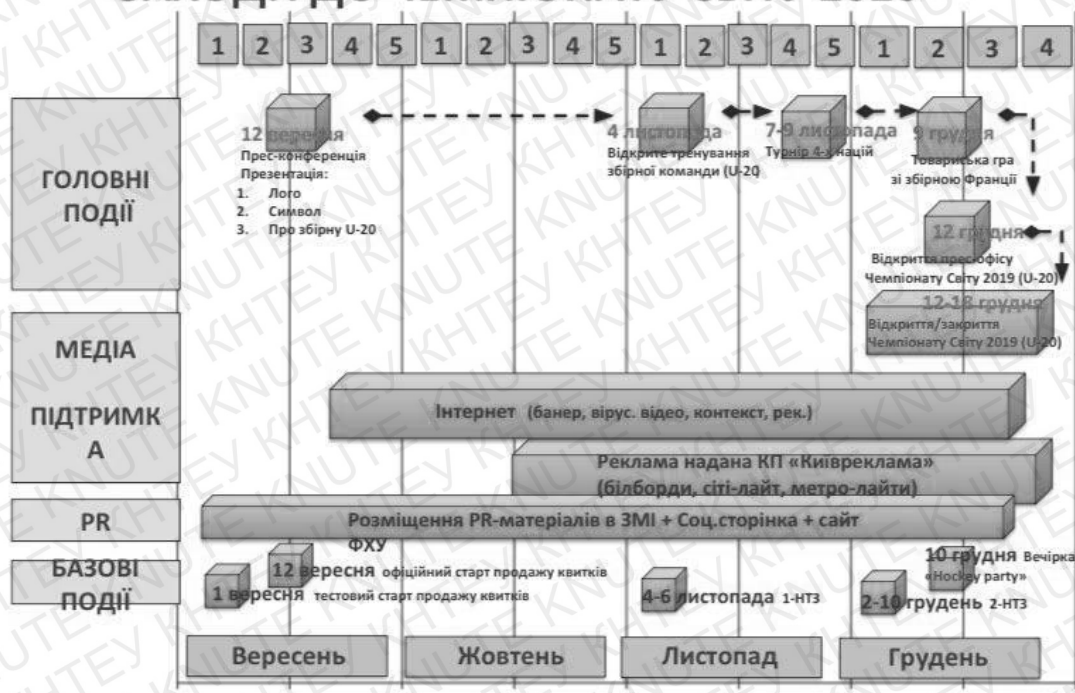 1 2 3 4 5 1 2 3 4 5 1 2 3 4 5 1 2 3 4
ГОЛОВНІ
ПОДІЇ
12 вересня
Прес-конференція
Презентація:
1. Лого
2. Символ
3. Про збірну U-20
4 листопада
Відкрите тренування
збірної команди (U-20)
7-9 листопада
Турнір 4-х націй
9 грудня
Товариська гра
зі збірною Франції
12 грудня
Відкриття прес-офісу
Чемпіонату Світу 2019 (U-20)
12-18 грудня
Відкриття/закриття
Чемпіонату Світу 2019 (U-20)
МЕДІА
ПІДТРИМК
А
Інтернет (банер, вірус. відео, контекст, рек.)
Реклама надана КП «Київреклама»
(білборди, сіті-лайт, метро-лайти)
PR
Розміщення PR-матеріалів в ЗМІ + Соц.сторінка + сайт
ФХУ
БАЗОВІ
ПОДІЇ
12 вересня офіційний старт продажу квитків
1 вересня тестовий старт продажу квитків
4-6 листопада 1-НТЗ
10 грудня Вечірка
«Hockey party»
2-10 грудень 2-НТЗ
Вересень Жовтень Листопад Грудень